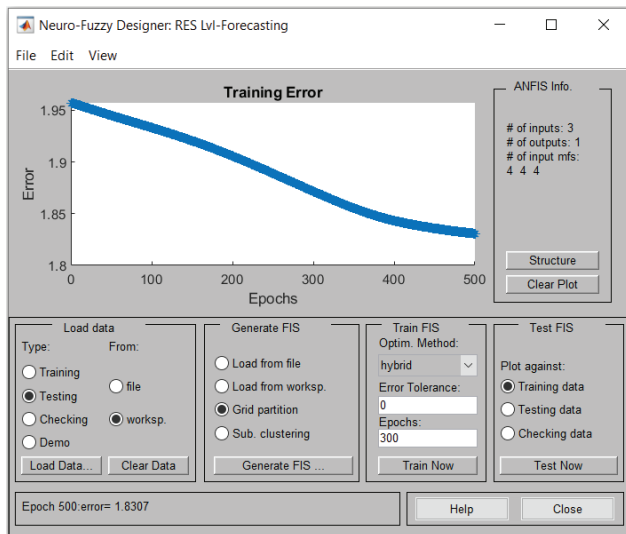 Neuro-Fuzzy Designer: RES Lvl-Forecasting
File Edit View
Training Error
1.95
1.9
1.85
1.8
Error
0 100 200 300 400 500
Epochs
ANFIS Info.
# of inputs: 3
# of outputs: 1
# of input mfs:
4 4 4
Structure
Clear Plot
Load data
Type: From:
Training
file
Testing
Checking
worksp.
Demo
Load Data... Clear Data
Generate FIS
Load from file
Load from worksp.
Grid partition
Sub. clustering
Generate FIS ...
Train FIS
Optim. Method:
hybrid
Error Tolerance:
0
Epochs:
300
Train Now
Test FIS
Plot against:
Training data
Testing data
Checking data
Test Now
Epoch 500:error= 1.8307
Help Close